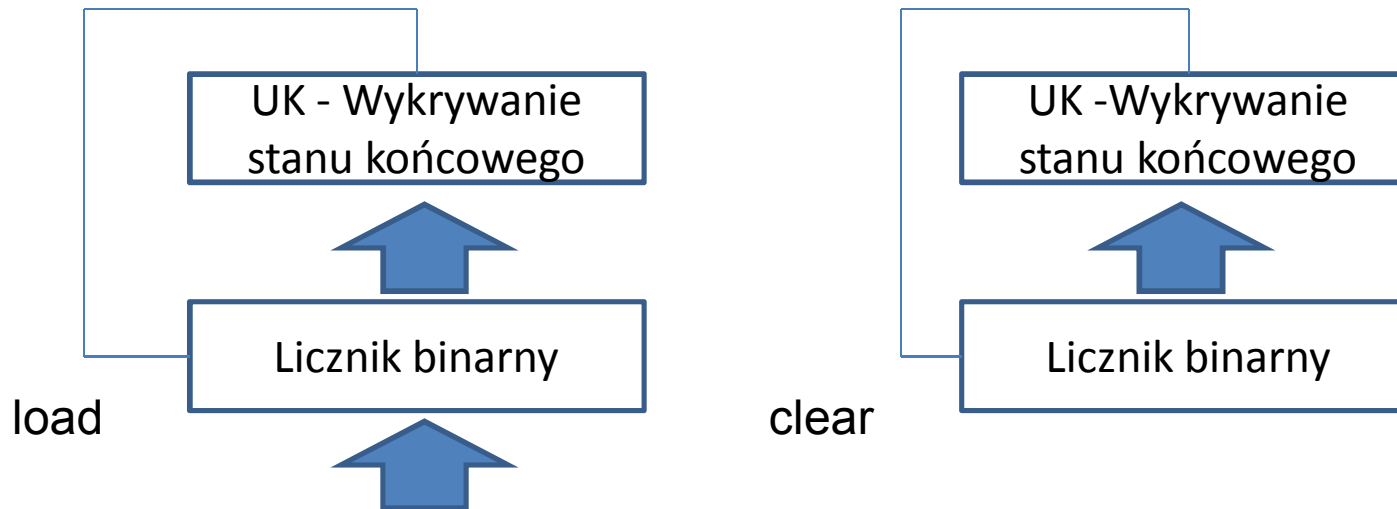 UK - Wykrywanie
stanu końcowego
Licznik binarny
load
UK -Wykrywanie
stanu końcowego
Licznik binarny
clear